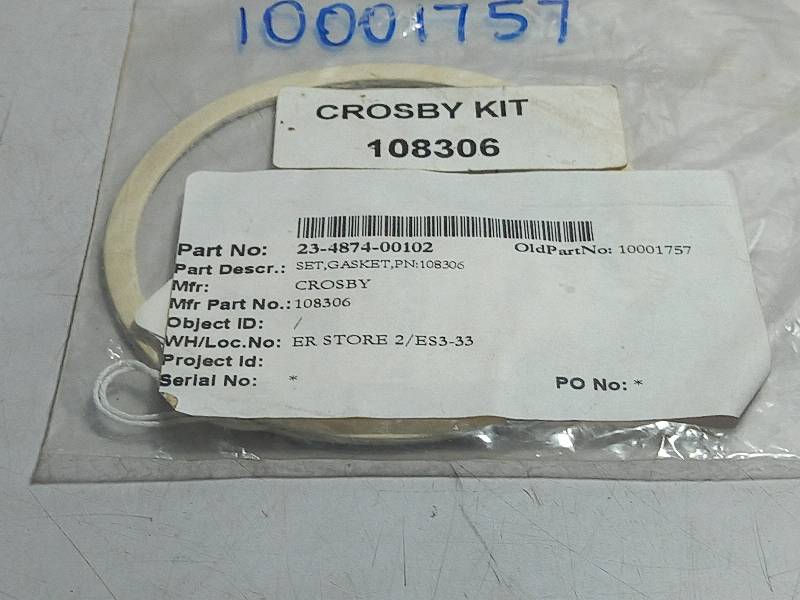 10001757
CROSBY KIT
108306
Part No: 23-4874-00102 OldPartNo: 10001757
Part Descr.: SET,GASKET,PN:108306
Mfr: CROSBY
Mfr Part No.: 108306
Object ID: /
WH/Loc.No: ER STORE 2/ES3-33
Project Id:
Serial No: * PO No: *